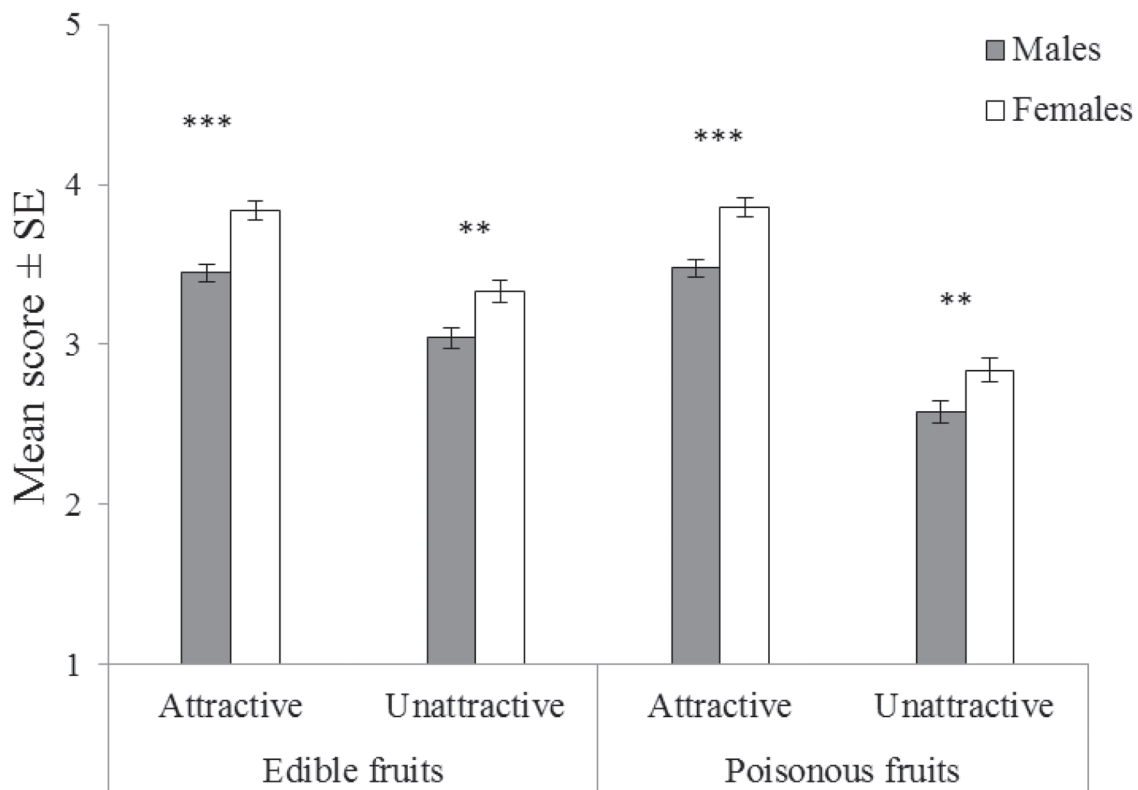 5
Males
Females
***
***
4
**
**
3
2
1
Mean score ± SE
Attractive Unattractive Attractive Unattractive
Edible fruits Poisonous fruits